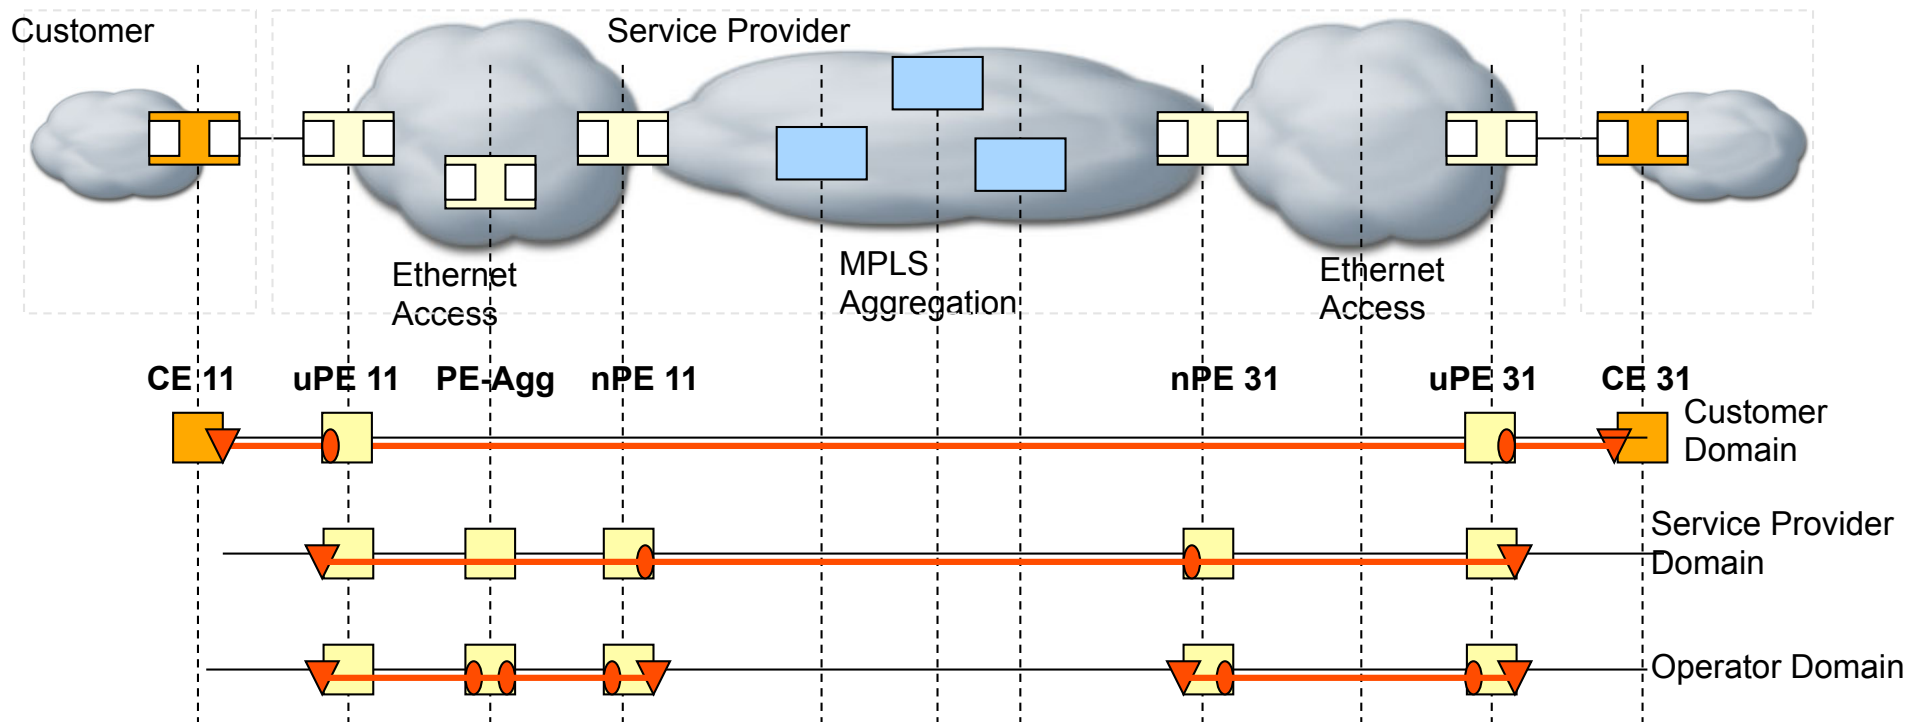 Customer
Service Provider
Ethernet
Access
MPLS
Aggregation
Ethernet
Access
CE 11
uPE 11
PE-Agg
nPE 11
nPE 31
uPE 31
CE 31
Customer
Domain
Service Provider
Domain
Operator Domain